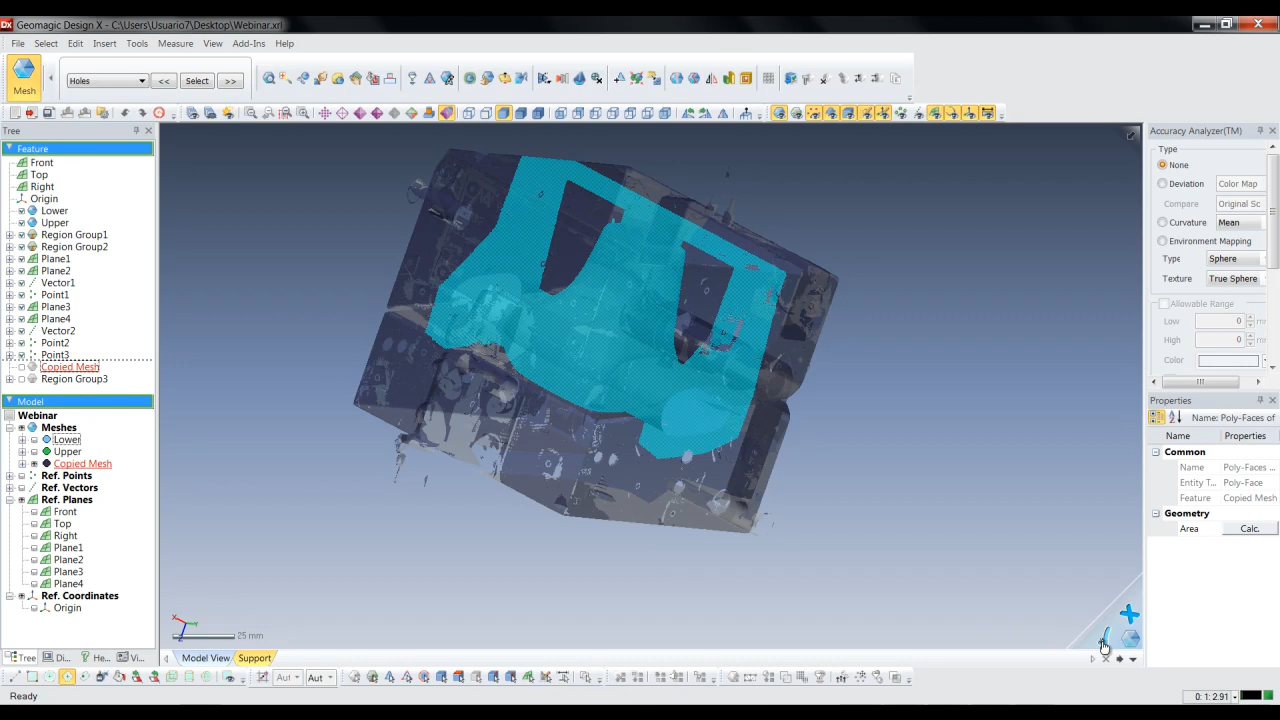 Geomagic Design X - C:\Users\Usuario7\Desktop\Webinar.xrl
File Select Edit Insert Tools Measure View Add-Ins Help
Holes << Select >>
Mesh
Tree
Feature
Front
Top
Right
Origin
Lower
Upper
Region Group1
Region Group2
Plane1
Plane2
Vector1
Point1
Plane3
Plane4
Vector2
Point2
Point3
Copied Mesh
Region Group3
Model
Webinar
Meshes
Lower
Upper
Copied Mesh
Ref. Points
Ref. Vectors
Ref. Planes
Front
Top
Right
Plane1
Plane2
Plane3
Plane4
Ref. Coordinates
Origin
Tree Di... He... Vi...
X
Y
Z
25 mm
Model View Support
Accuracy Analyzer(TM)
Type
None
Deviation Color Map
Compare Original Sc
Curvature Mean
Environment Mapping
Type Sphere
Texture True Sphere
Allowable Range
Low 0
High 0
Color
Properties
Name: Poly-Faces of
Name Properties
Common
Name Poly-Faces ...
Entity T... Poly-Face
Feature Copied Mesh
Geometry
Area Calc.
Aut Aut
Ready
0: 1: 2.91